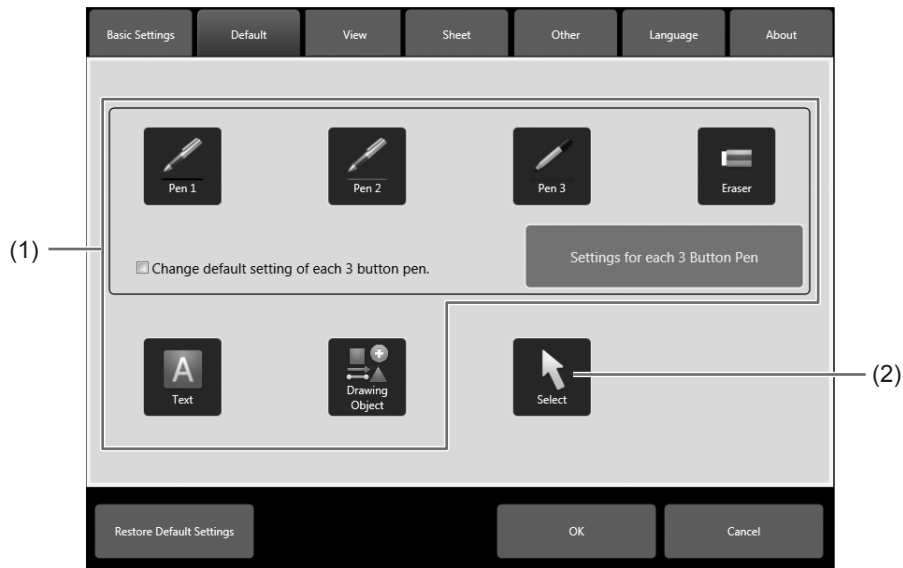 Basic Settings
Default
View
Sheet
Other
Language
About
Pen 1
Pen 2
Pen 3
Eraser
(1)
Change default setting of each 3 button pen.
Settings for each 3 Button Pen
A
Text
Drawing
Object
Select
(2)
Restore Default Settings
OK
Cancel